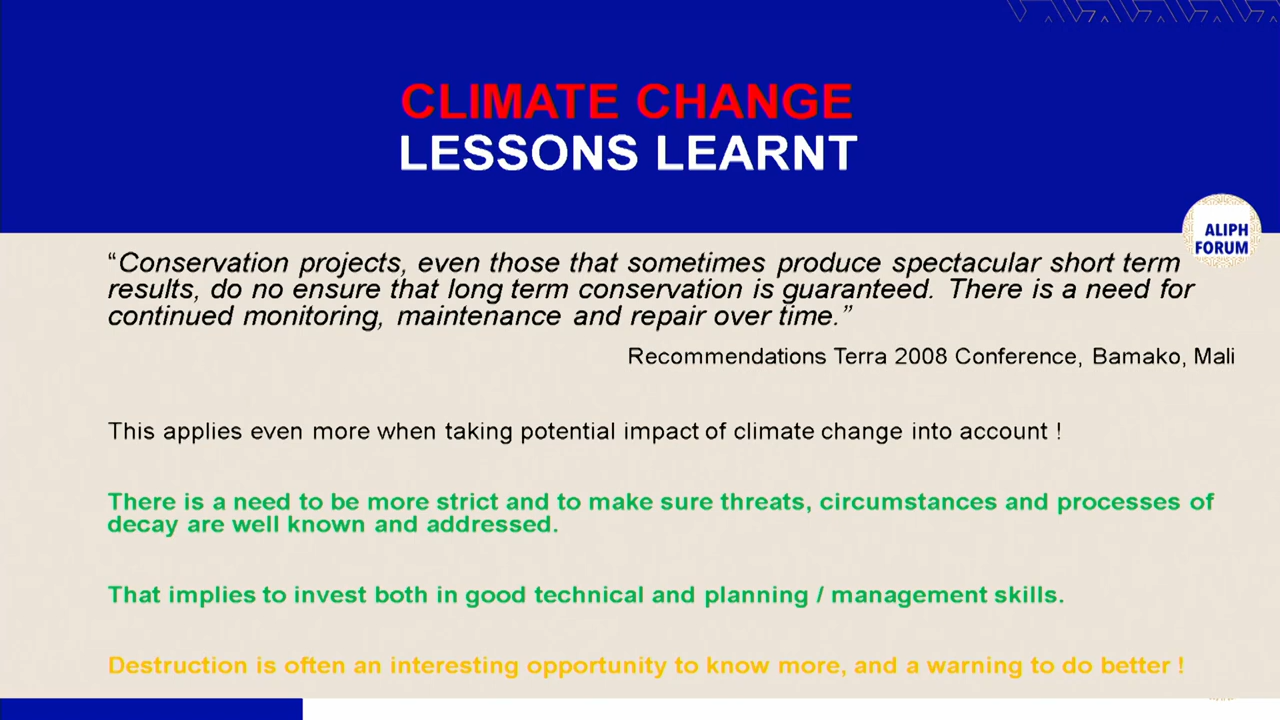 CLIMATE CHANGE
LESSONS LEARNT
ALIPH
FORUM
“Conservation projects, even those that sometimes produce spectacular short term
results, do no ensure that long term conservation is guaranteed. There is a need for
continued monitoring, maintenance and repair over time.”
Recommendations Terra 2008 Conference, Bamako, Mali
This applies even more when taking potential impact of climate change into account !
There is a need to be more strict and to make sure threats, circumstances and processes of
decay are well known and addressed.
That implies to invest both in good technical and planning / management skills.
Destruction is often an interesting opportunity to know more, and a warning to do better !